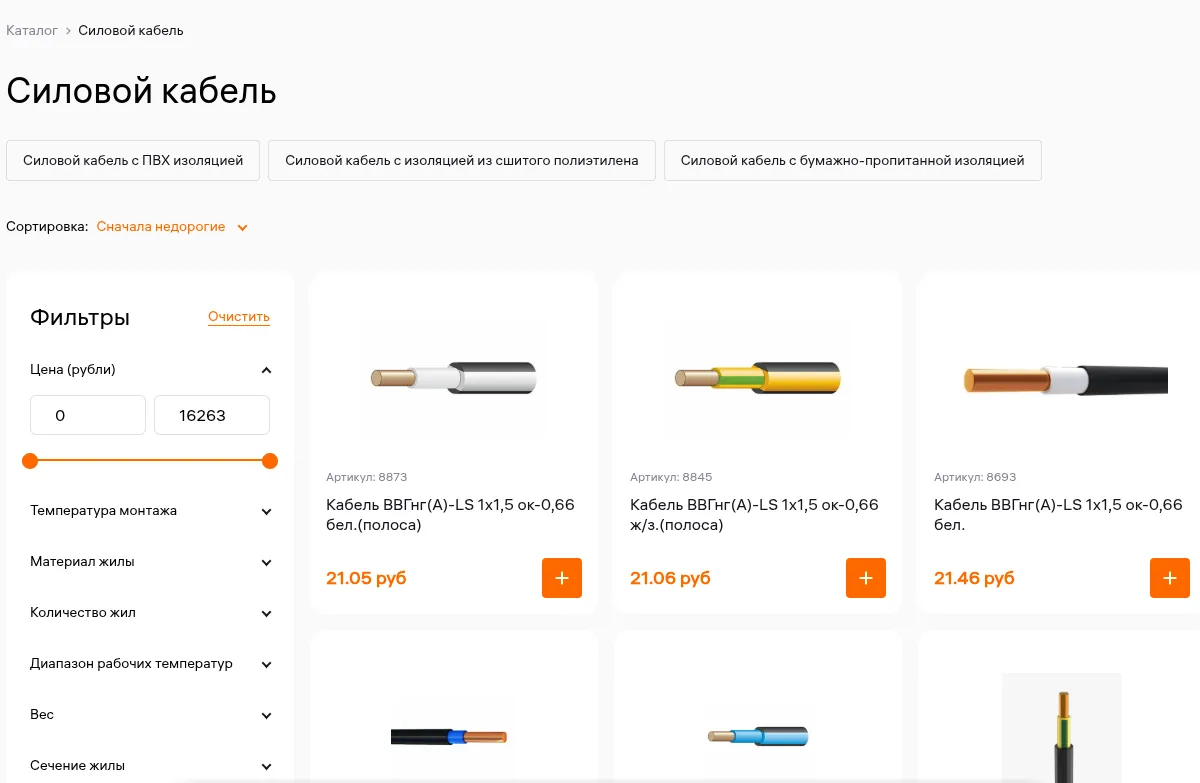 Каталог > Силовой кабель
Силовой кабель
Силовой кабель с ПВХ изоляцией
Силовой кабель с изоляцией из сшитого полиэтилена
Силовой кабель с бумажно-пропитанной изоляцией
Сортировка: Сначала недорогие
Фильтры
Очистить
Цена (рубли)
0
16263
Температура монтажа
Материал жилы
Количество жил
Диапазон рабочих температур
Вес
Сечение жилы
Артикул: 8873
Кабель ВВГнг(А)-LS 1х1,5 ок-0,66
бел.(полоса)
21.05 руб
+
Артикул: 8845
Кабель ВВГнг(А)-LS 1х1,5 ок-0,66
ж/з.(полоса)
21.06 руб
+
Артикул: 8693
Кабель ВВГнг(А)-LS 1х1,5 ок-0,66
бел.
21.46 руб
+